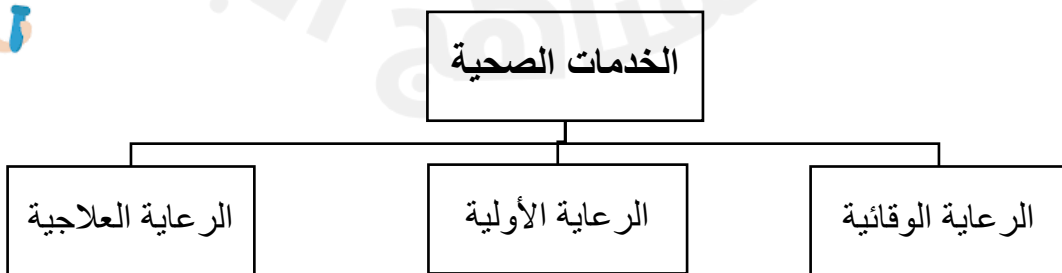 الخدمات الصحية
الرعاية الوقائية
الرعاية الأولية
الرعاية العلاجية